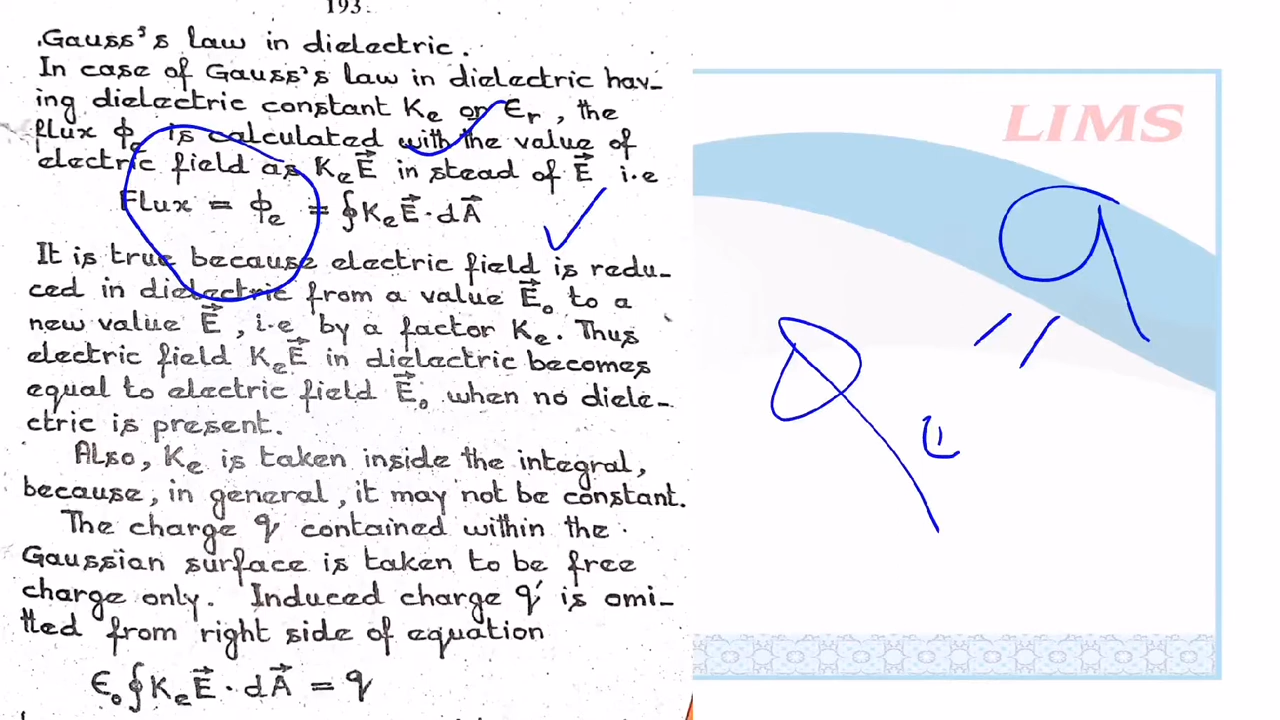 193.
Gauss's law in dielectric.
In case of Gauss's law in dielectric hav-
ing dielectric constant Ke or ϵr, the
flux ϕe is calculated with the value of
electric field as KeE⃗ in stead of E⃗ i.e
Flux = ϕe = ∮KeE⃗·dA⃗
It is true because electric field is redu-
ced in dielectric from a value E⃗₀ to a
new value E⃗, i.e by a factor Ke. Thus
electric field KeE⃗ in dielectric becomes
equal to electric field E⃗₀ when no diele-
ctric is present.
Also, Ke is taken inside the integral,
because, in general, it may not be constant.
The charge q contained within the
Gaussian surface is taken to be free
charge only. Induced charge q' is omi-
tted from right side of equation
ϵ₀∮KeE⃗·dA⃗ = q
LIMS